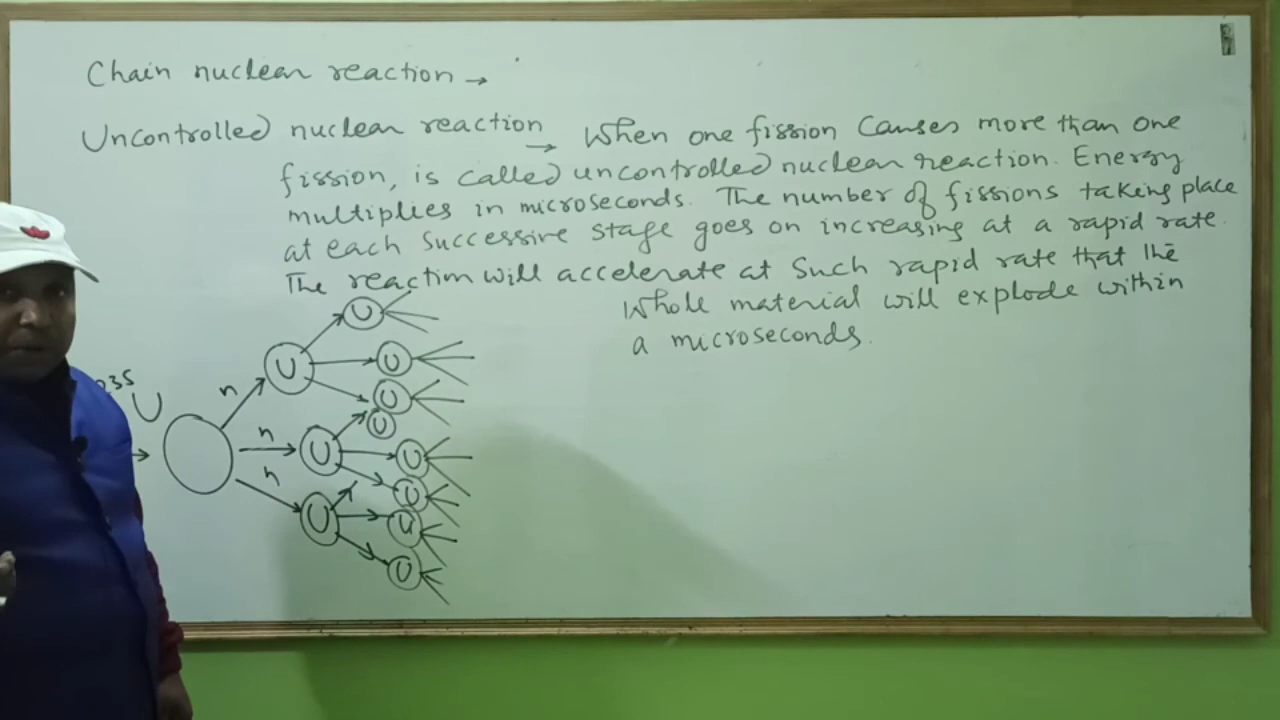 Chain nuclear reaction →
Uncontrolled nuclear reaction → When one fission causes more than one
fission, is called uncontrolled nuclear reaction. Energy
multiplies in microseconds. The number of fissions taking place
at each successive stage goes on increasing at a rapid rate.
The reaction will accelerate at such rapid rate that the
whole material will explode within
a microseconds.
U
U
U
U
235
U
n
U
n
U
U
n
U
U
U
U
U